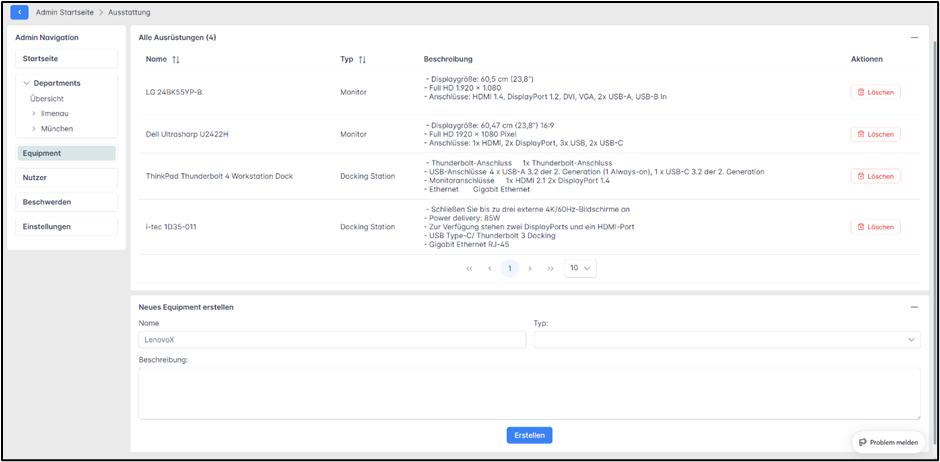 Admin Startseite > Ausstattung
Admin Navigation
Startseite
Departments
Übersicht
Ilmenau
München
Equipment
Nutzer
Beschwerden
Einstellungen
Alle Ausrüstungen (4)
Name Typ Beschreibung Aktionen
- Displaygröße: 60,5 cm (23,8")
- Full HD 1.920 × 1.080
LG 24BK55YP-B Monitor Löschen
- Anschlüsse: HDMI 1.4, DisplayPort 1.2, DVI, VGA, 2x USB-A, USB-B In
- Displaygröße: 60,47 cm (23,8") 16:9
Dell Ultrasharp U2422H Monitor - Full HD 1920 × 1080 Pixel Löschen
- Anschlüsse: 1x HDMI, 2x DisplayPort, 3x USB, 2x USB-C
- Thunderbolt-Anschluss 1x Thunderbolt-Anschluss
- USB-Anschlüsse 4 x USB-A 3.2 der 2. Generation (1 Always-on), 1 x USB-C 3.2 der 2. Generation
ThinkPad Thunderbolt 4 Workstation Dock Docking Station Löschen
- Monitoranschlüsse 1x HDMI 2.1 2x DisplayPort 1.4
- Ethernet Gigabit Ethernet
- Schließen Sie bis zu drei externe 4K/60Hz-Bildschirme an
- Power delivery: 85W
i-tec 1D35-011 Docking Station - Zur Verfügung stehen zwei DisplayPorts und ein HDMI-Port Löschen
- USB Type-C/ Thunderbolt 3 Docking
- Gigabit Ethernet RJ-45
1 10
Neues Equipment erstellen
Name Typ:
LenovoX
Beschreibung:
Erstellen
Problem melden